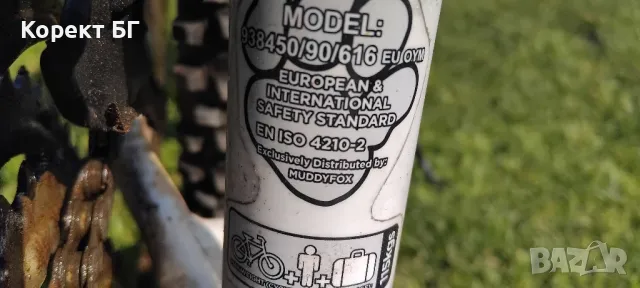 Корект БГ
MODEL:
938450/90/616 EU OYM
EUROPEAN &
INTERNATIONAL
SAFETY STANDARD
EN ISO 4210-2
Exclusively Distributed by:
MUDDYFOX
115kgs
BAZAR